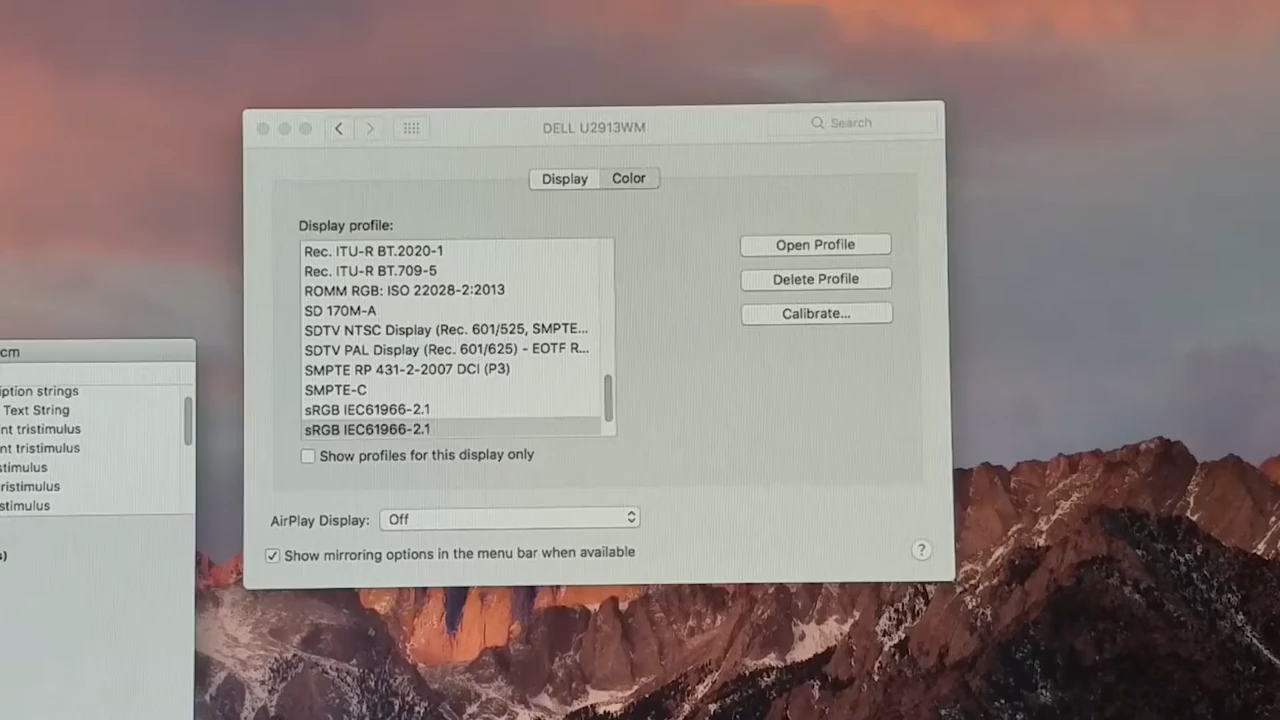 DELL U2913WM
Search
Display
Color
Display profile:
Rec. ITU-R BT.2020-1
Rec. ITU-R BT.709-5
ROMM RGB: ISO 22028-2:2013
SD 170M-A
SDTV NTSC Display (Rec. 601/525, SMPTE...
SDTV PAL Display (Rec. 601/625) - EOTF R...
SMPTE RP 431-2-2007 DCI (P3)
SMPTE-C
sRGB IEC61966-2.1
sRGB IEC61966-2.1
Show profiles for this display only
Open Profile
Delete Profile
Calibrate...
AirPlay Display:
Off
Show mirroring options in the menu bar when available
?
cm
iption strings
Text String
nt tristimulus
nt tristimulus
stimulus
ristimulus
stimulus
s)